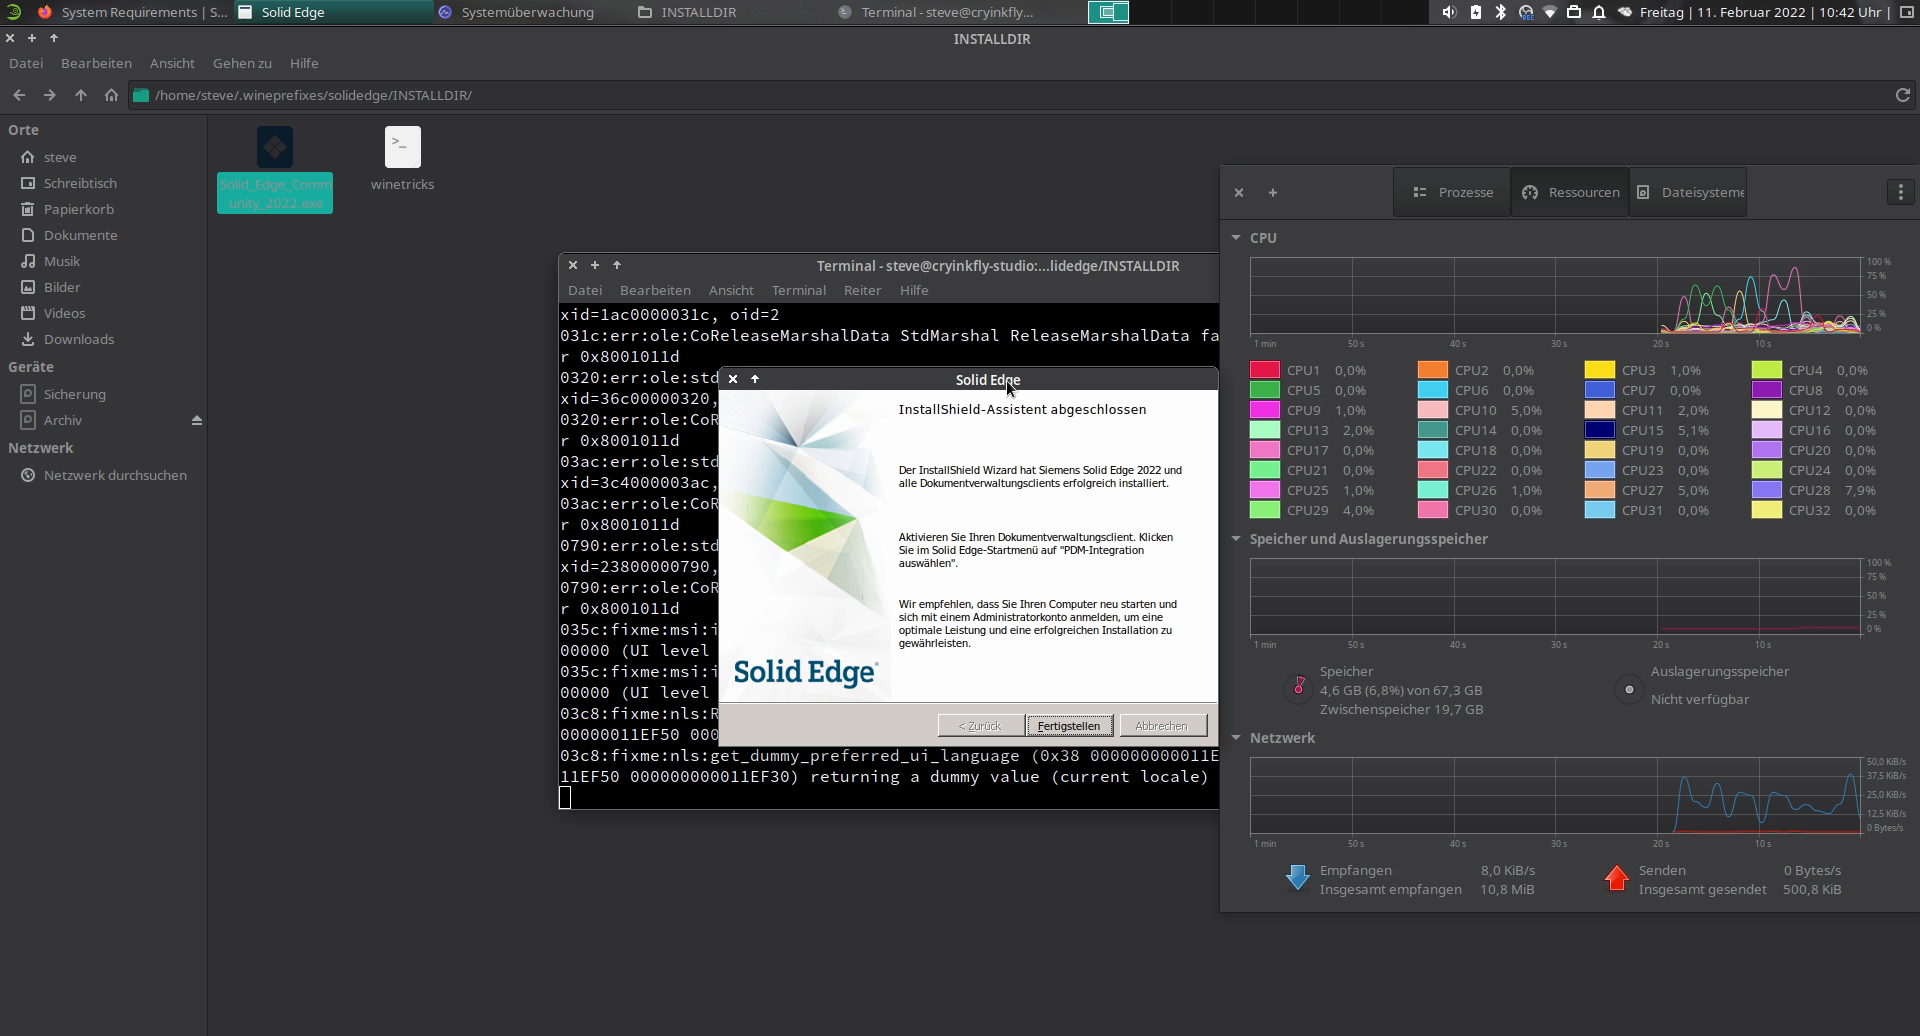 System Requirements | S...
Solid Edge
Systemüberwachung
INSTALLDIR
Terminal - steve@cryinkfly...
REC
Freitag | 11. Februar 2022 | 10:42 Uhr |
INSTALLDIR
Datei Bearbeiten Ansicht Gehen zu Hilfe
/home/steve/.wineprefixes/solidedge/INSTALLDIR/
Orte
steve
Schreibtisch
Papierkorb
Dokumente
Musik
Bilder
Videos
Downloads
Geräte
Sicherung
Archiv
Netzwerk
Netzwerk durchsuchen
Solid_Edge_Comm
unity_2022.exe
>_
winetricks
Terminal - steve@cryinkfly-studio:...lidedge/INSTALLDIR
Datei Bearbeiten Ansicht Terminal Reiter Hilfe
xid=1ac0000031c, oid=2
031c:err:ole:CoReleaseMarshalData StdMarshal ReleaseMarshalData fa
r 0x8001011d
0320:err:ole:std
xid=36c00000320,
0320:err:ole:CoR
r 0x8001011d
03ac:err:ole:std
xid=3c4000003ac,
03ac:err:ole:CoR
r 0x8001011d
0790:err:ole:std
xid=23800000790,
0790:err:ole:CoR
r 0x8001011d
035c:fixme:msi:i
00000 (UI level
035c:fixme:msi:i
00000 (UI level
03c8:fixme:nls:R
00000011EF50 000
03c8:fixme:nls:get_dummy_preferred_ui_language (0x38 000000000011E
11EF50 000000000011EF30) returning a dummy value (current locale)
Solid Edge
InstallShield-Assistent abgeschlossen
Der InstallShield Wizard hat Siemens Solid Edge 2022 und
alle Dokumentverwaltungsclients erfolgreich installiert.
Aktivieren Sie Ihren Dokumentverwaltungsclient. Klicken
Sie im Solid Edge-Startmenü auf "PDM-Integration
auswählen".
Wir empfehlen, dass Sie Ihren Computer neu starten und
sich mit einem Administratorkonto anmelden, um eine
optimale Leistung und eine erfolgreichen Installation zu
gewährleisten.
Solid Edge
< Zurück Fertigstellen Abbrechen
Prozesse Ressourcen Dateisysteme
CPU
100 %
75 %
50 %
25 %
0 %
1 min 50 s 40 s 30 s 20 s 10 s
CPU1 0,0% CPU2 0,0% CPU3 1,0% CPU4 0,0%
CPU5 0,0% CPU6 0,0% CPU7 0,0% CPU8 0,0%
CPU9 1,0% CPU10 5,0% CPU11 2,0% CPU12 0,0%
CPU13 2,0% CPU14 0,0% CPU15 5,1% CPU16 0,0%
CPU17 0,0% CPU18 0,0% CPU19 0,0% CPU20 0,0%
CPU21 0,0% CPU22 0,0% CPU23 0,0% CPU24 0,0%
CPU25 1,0% CPU26 1,0% CPU27 5,0% CPU28 7,9%
CPU29 4,0% CPU30 0,0% CPU31 0,0% CPU32 0,0%
Speicher und Auslagerungsspeicher
100 %
75 %
50 %
25 %
0 %
1 min 50 s 40 s 30 s 20 s 10 s
Speicher
4,6 GB (6,8%) von 67,3 GB
Zwischenspeicher 19,7 GB
Auslagerungsspeicher
Nicht verfügbar
Netzwerk
50,0 KiB/s
37,5 KiB/s
25,0 KiB/s
12,5 KiB/s
0 Bytes/s
1 min 50 s 40 s 30 s 20 s 10 s
Empfangen 8,0 KiB/s
Insgesamt empfangen 10,8 MiB
Senden 0 Bytes/s
Insgesamt gesendet 500,8 KiB